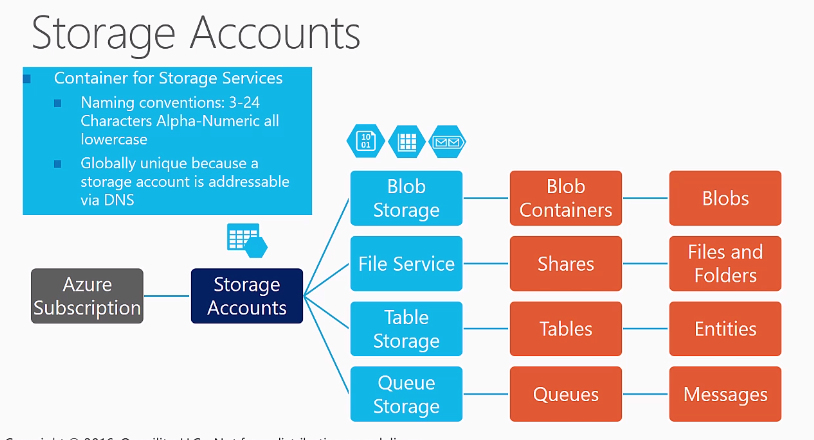 Storage Accounts
Container for Storage Services
Naming conventions: 3-24
Characters Alpha-Numeric all
lowercase
Globally unique because a
storage account is addressable
via DNS
10
01
Blob
Storage
Blob
Containers
Blobs
File Service
Shares
Files and
Folders
Azure
Subscription
Storage
Accounts
Table
Storage
Tables
Entities
Queue
Storage
Queues
Messages